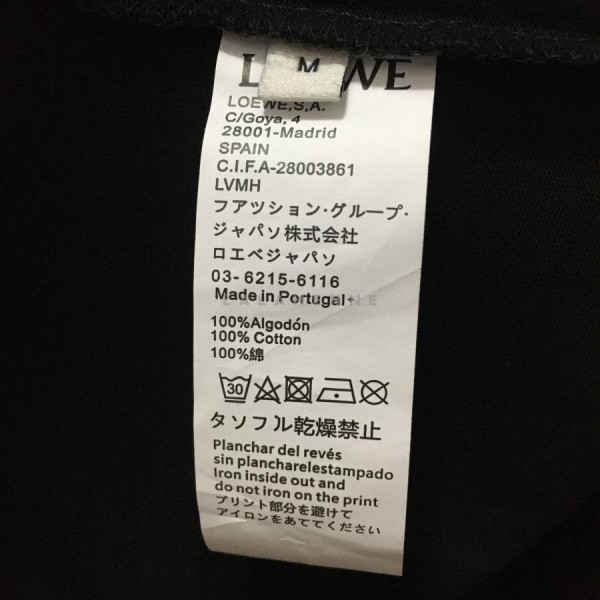 M
LOEWE
LOEWE,S,A.
C/Goya, 4
28001-Madrid
SPAIN
C.I.F.A-28003861
LVMH
フアツション·グループ·
ジャパソ株式会社
ロエベジャパソ
03- 6215-6116
Made in Portugal+
100%Algodón
100% Cotton
100%綿
30
タソフル乾燥禁止
Planchar del revés
sin plancharelestampado
Iron inside out and
do not iron on the print
プリント部分を避けて
アイロンをあててください